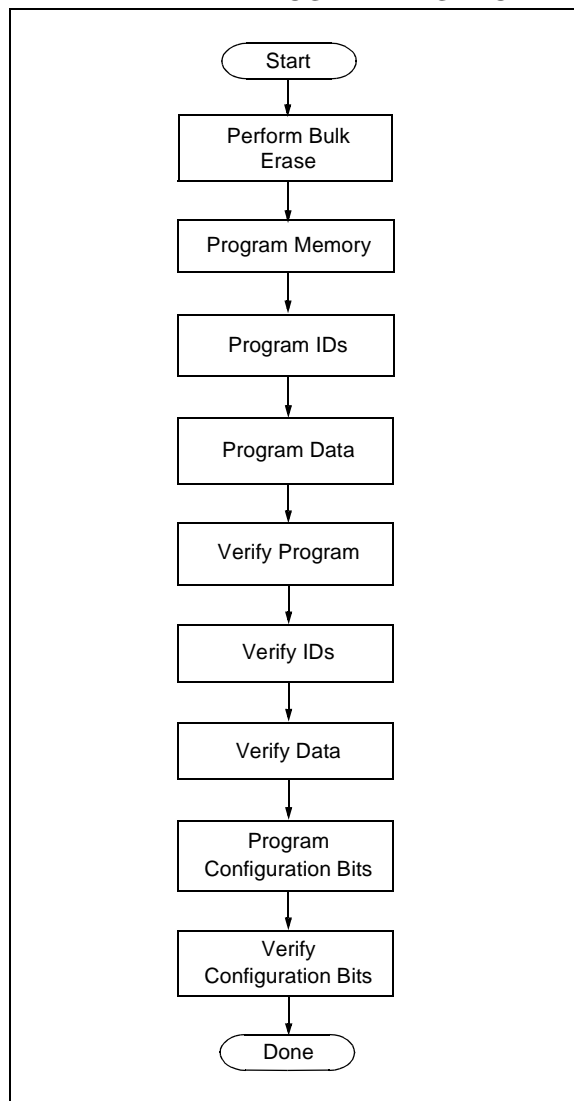 Start
Perform Bulk
Erase
Program Memory
Program IDs
Program Data
Verify Program
Verify IDs
Verify Data
Program
Configuration Bits
Verify
Configuration Bits
Done